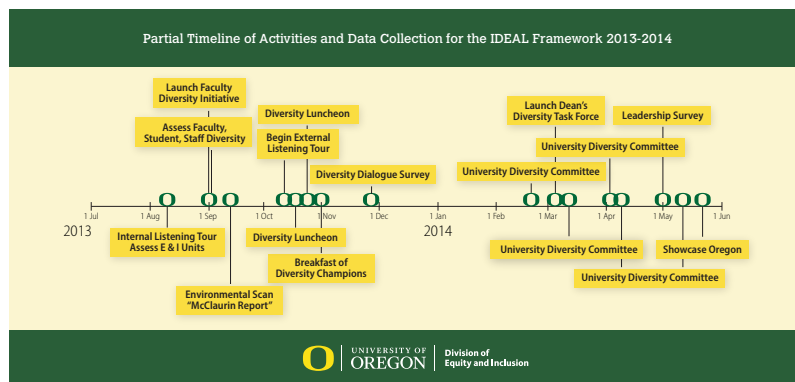 Partial Timeline of Activities and Data Collection for the IDEAL Framework 2013-2014
Launch Faculty
Diversity Initiative
Assess Faculty,
Student, Staff Diversity
Diversity Luncheon
Begin External
Listening Tour
Diversity Dialogue Survey
Launch Dean's
Diversity Task Force
Leadership Survey
University Diversity Committee
University Diversity Committee
1 Jul
1 Aug
1 Sep
1 Oct
1 Nov
1 Dec
1 Jan
1 Feb
1 Mar
1 Apr
1 May
1 Jun
2013
2014
Internal Listening Tour
Assess E & I Units
Diversity Luncheon
Breakfast of
Diversity Champions
Environmental Scan
“McClaurin Report”
University Diversity Committee
Showcase Oregon
University Diversity Committee
O
UNIVERSITY OF
OREGON
Division of
Equity and Inclusion